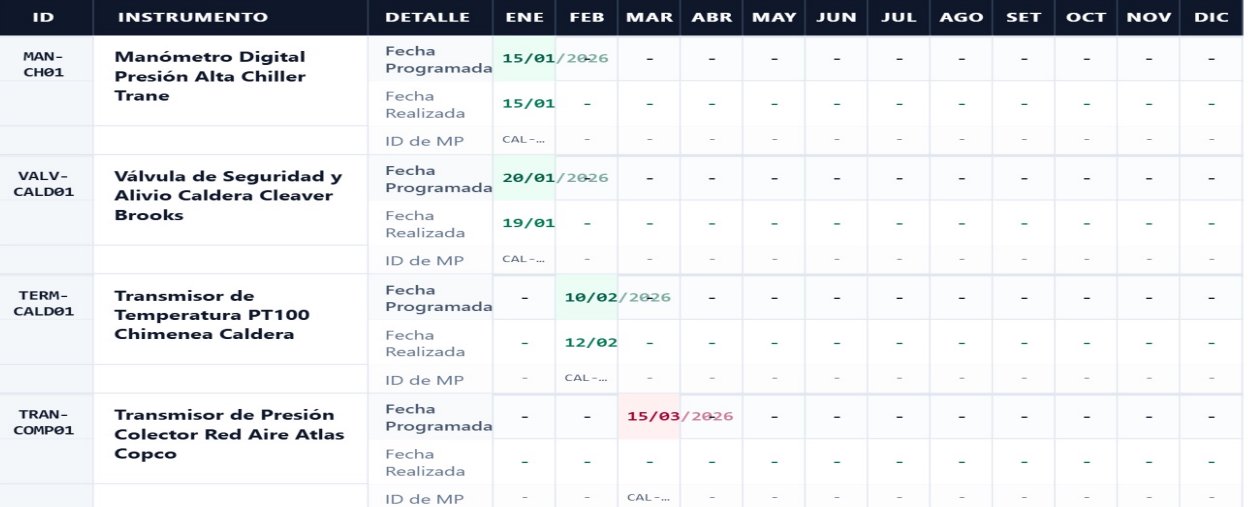 ID INSTRUMENTO DETALLE ENE FEB MAR ABR MAY JUN JUL AGO SET OCT NOV DIC
MAN-
CH01
Manómetro Digital
Presión Alta Chiller
Trane
Fecha
Programada
15/01/2026 - - - - - - - - - - -
Fecha
Realizada
15/01 - - - - - - - - - - -
ID de MP CAL-… - - - - - - - - - - -
VALV-
CALD01
Válvula de Seguridad y
Alivio Caldera Cleaver
Brooks
Fecha
Programada
20/01/2026 - - - - - - - - - - -
Fecha
Realizada
19/01 - - - - - - - - - - -
ID de MP CAL-… - - - - - - - - - - -
TERM-
CALD01
Transmisor de
Temperatura PT100
Chimenea Caldera
Fecha
Programada
- 10/02/2026 - - - - - - - - - -
Fecha
Realizada
- 12/02 - - - - - - - - - -
ID de MP - CAL-… - - - - - - - - - -
TRAN-
COMP01
Transmisor de Presión
Colector Red Aire Atlas
Copco
Fecha
Programada
- - 15/03/2026 - - - - - - - - -
Fecha
Realizada
- - - - - - - - - - - -
ID de MP - - CAL-… - - - - - - - - -